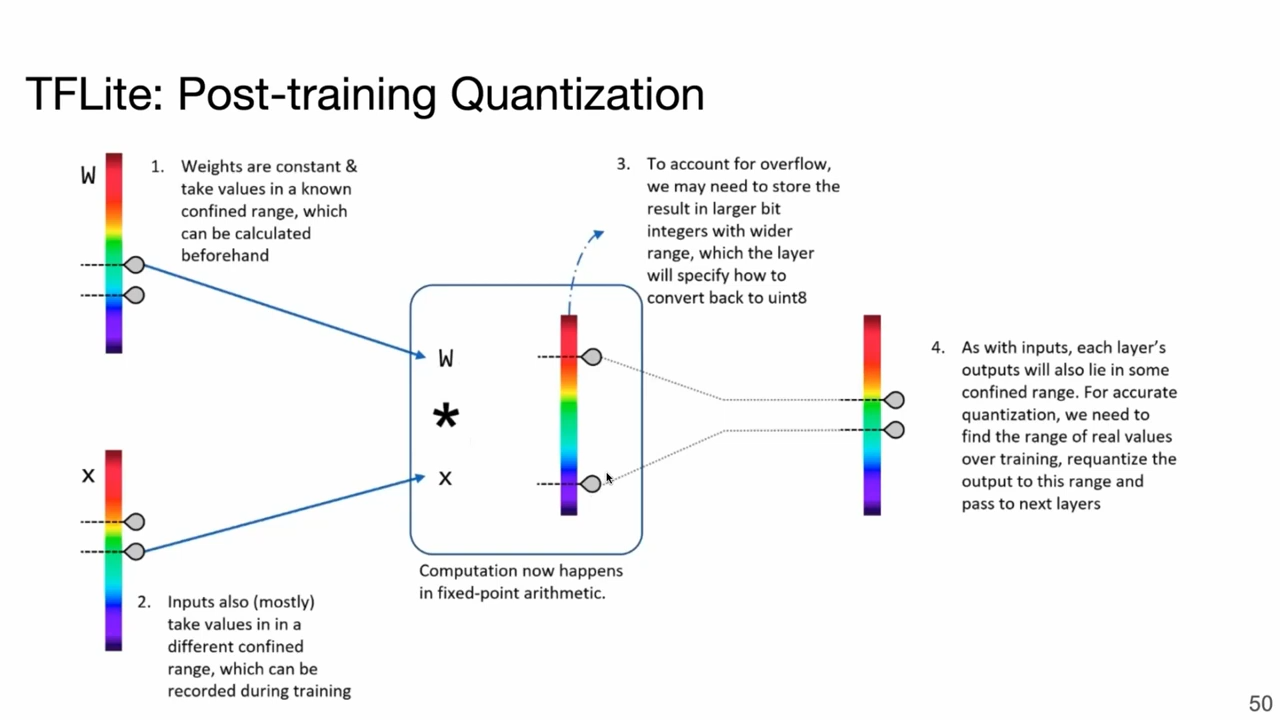 TFLite: Post-training Quantization
W
1. Weights are constant &
take values in a known
confined range, which
can be calculated
beforehand
3. To account for overflow,
we may need to store the
result in larger bit
integers with wider
range, which the layer
will specify how to
convert back to uint8
W
*
x
Computation now happens
in fixed-point arithmetic.
4. As with inputs, each layer's
outputs will also lie in some
confined range. For accurate
quantization, we need to
find the range of real values
over training, requantize the
output to this range and
pass to next layers
x
2. Inputs also (mostly)
take values in in a
different confined
range, which can be
recorded during training
50